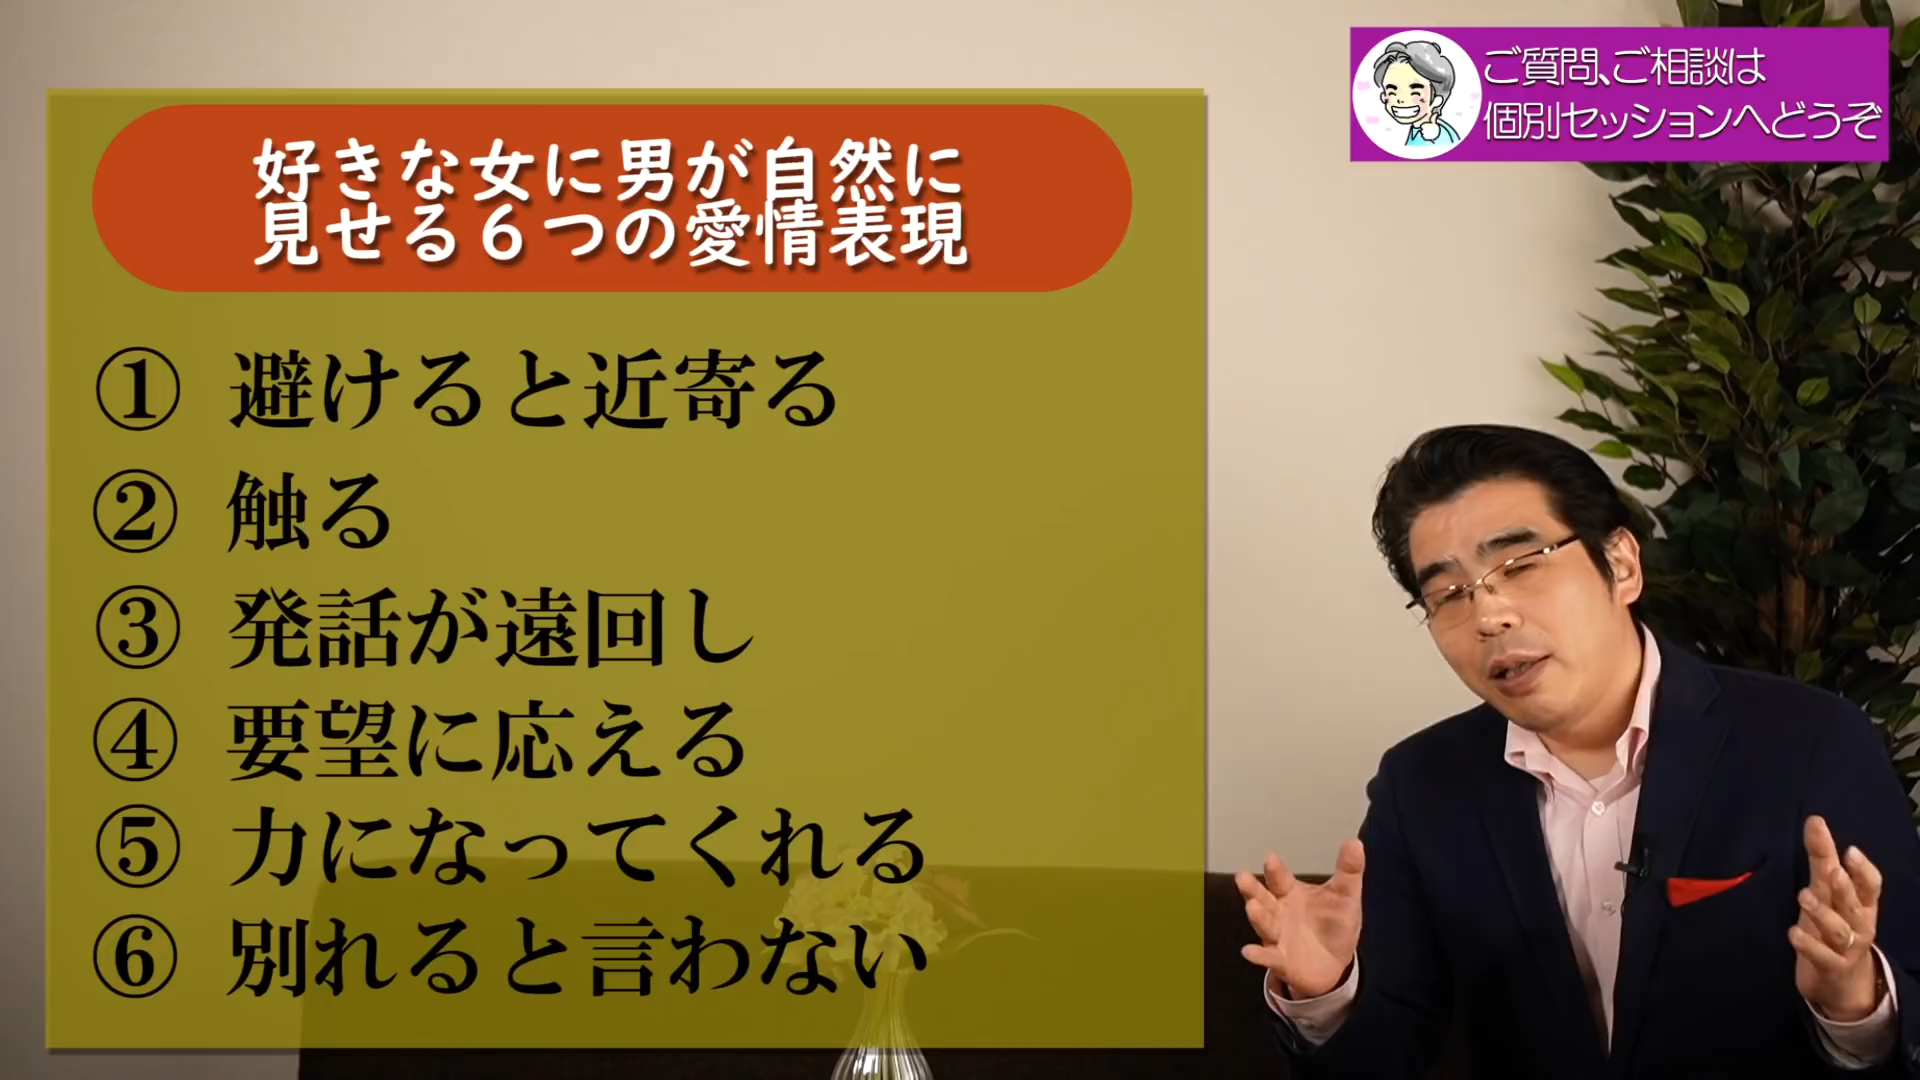 好きな女に男が自然に
見せる６つの愛情表現
① 避けると近寄る
② 触る
③ 発話が遠回し
④ 要望に応える
⑤ 力になってくれる
⑥ 別れると言わない
ご質問、ご相談は
個別セッションへどうぞ